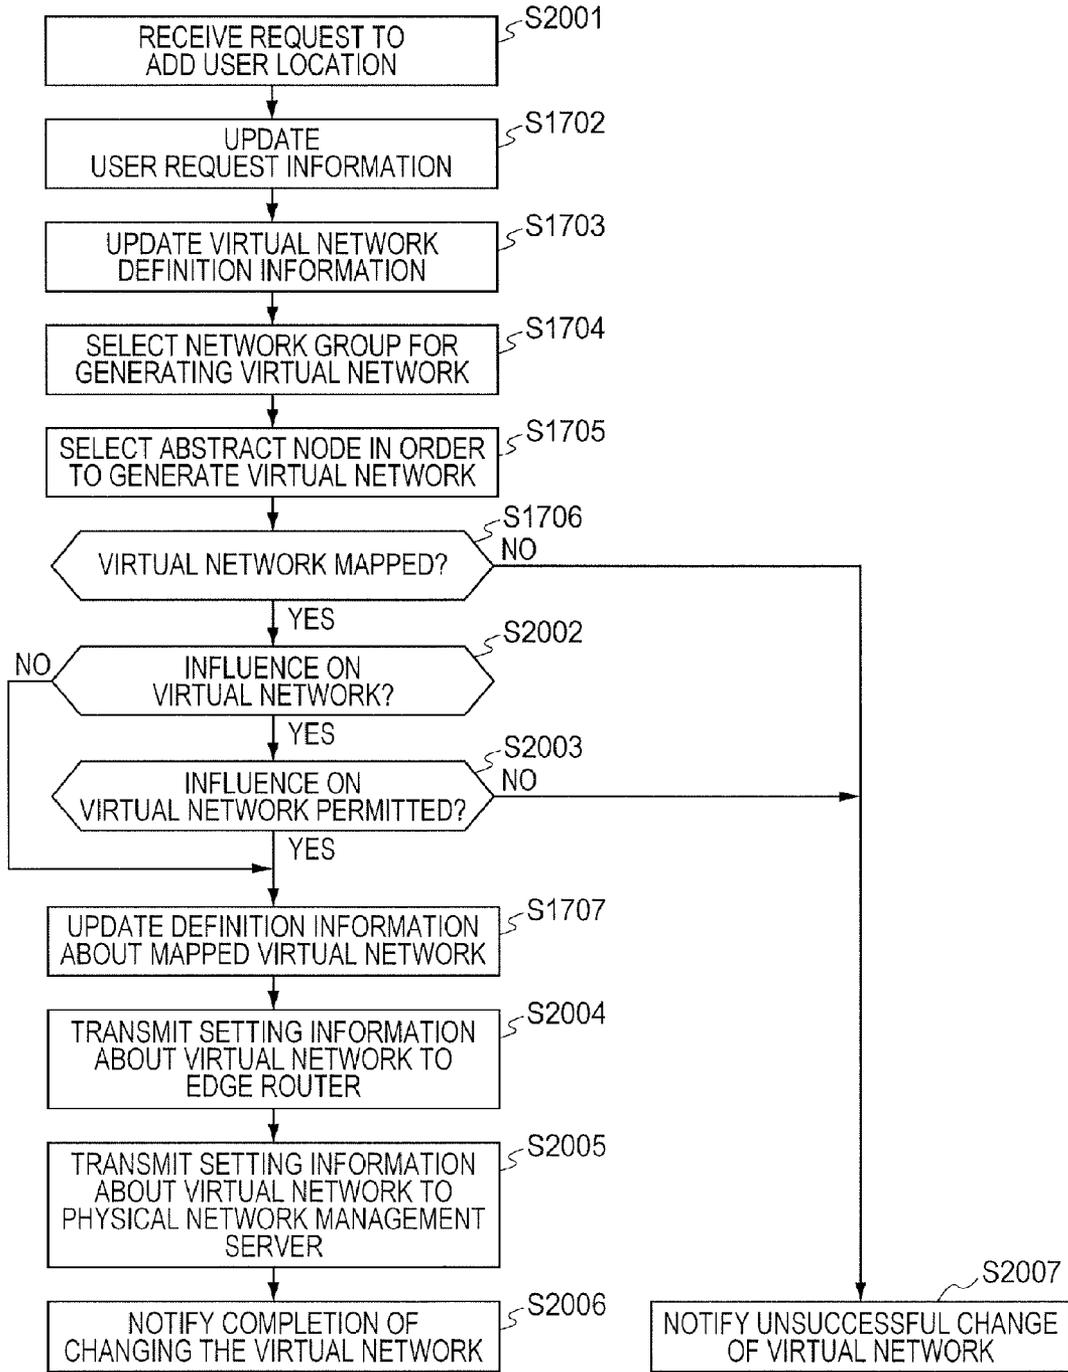 S2001
RECEIVE REQUEST TO
ADD USER LOCATION
S1702
UPDATE
USER REQUEST INFORMATION
S1703
UPDATE VIRTUAL NETWORK
DEFINITION INFORMATION
S1704
SELECT NETWORK GROUP FOR
GENERATING VIRTUAL NETWORK
S1705
SELECT ABSTRACT NODE IN ORDER
TO GENERATE VIRTUAL NETWORK
S1706
VIRTUAL NETWORK MAPPED?
NO
YES
S2002
NO
INFLUENCE ON
VIRTUAL NETWORK?
YES
S2003
INFLUENCE ON
VIRTUAL NETWORK PERMITTED?
NO
YES
S1707
UPDATE DEFINITION INFORMATION
ABOUT MAPPED VIRTUAL NETWORK
S2004
TRANSMIT SETTING INFORMATION
ABOUT VIRTUAL NETWORK TO
EDGE ROUTER
S2005
TRANSMIT SETTING INFORMATION
ABOUT VIRTUAL NETWORK TO
PHYSICAL NETWORK MANAGEMENT
SERVER
S2006
NOTIFY COMPLETION OF
CHANGING THE VIRTUAL NETWORK
S2007
NOTIFY UNSUCCESSFUL CHANGE
OF VIRTUAL NETWORK